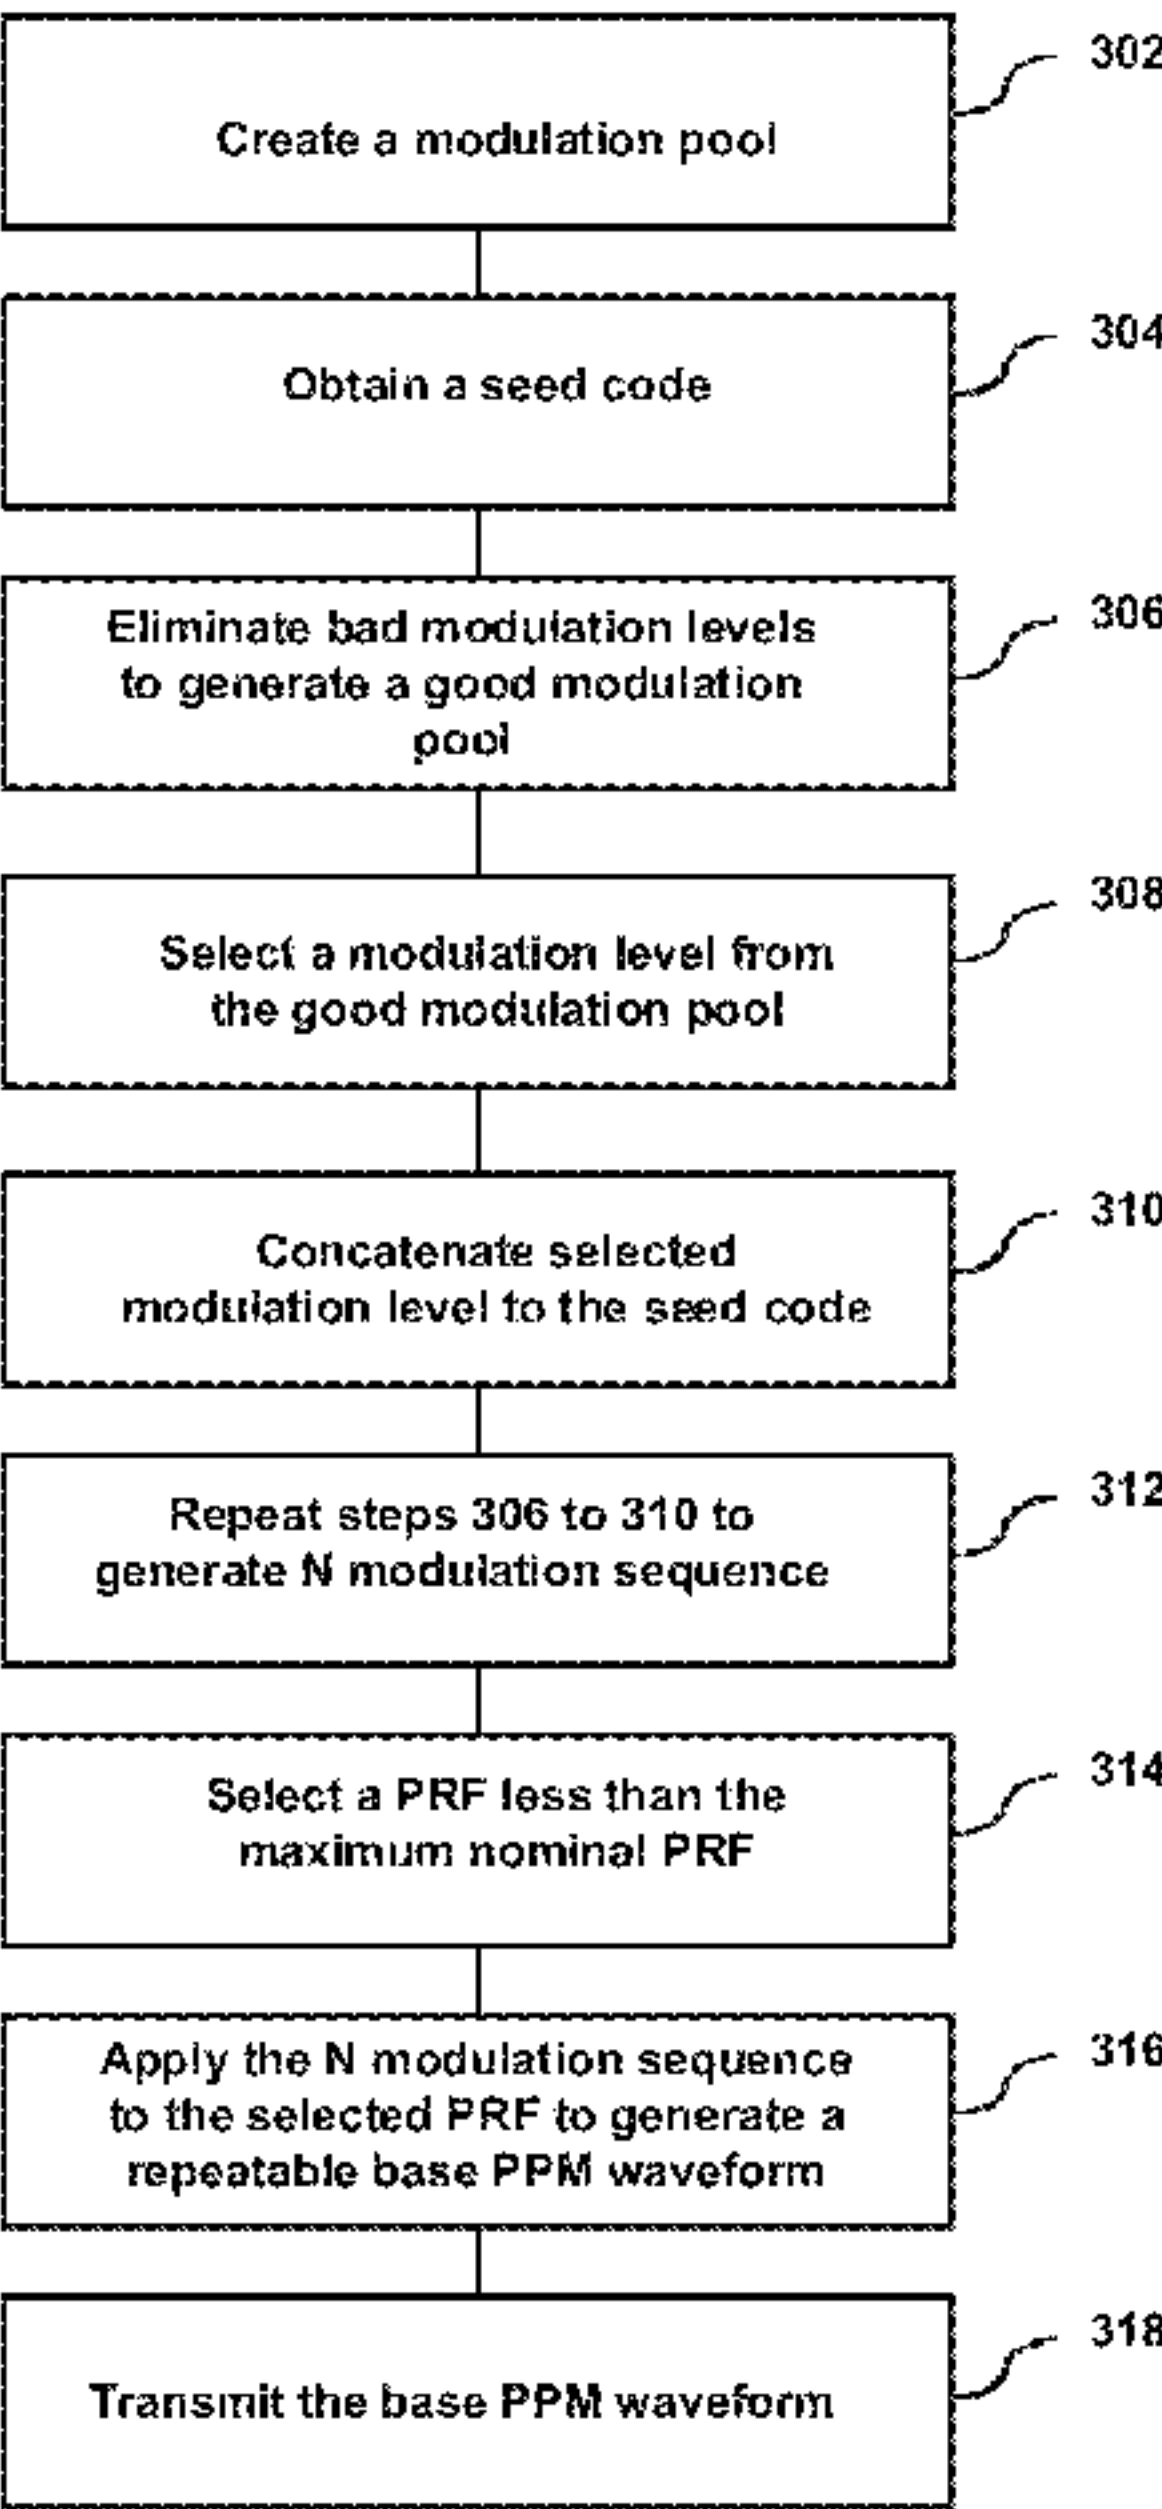 302
Create a modulation pool
304
Obtain a seed code
306
Eliminate bad modulation levels
to generate a good modulation
pool
308
Select a modulation level from
the good modulation pool
310
Concatenate selected
modulation level to the seed code
312
Repeat steps 306 to 310 to
generate N modulation sequence
314
Select a PRF less than the
maximum nominal PRF
316
Apply the N modulation sequence
to the selected PRF to generate a
repeatable base PPM waveform
318
Transmit the base PPM waveform